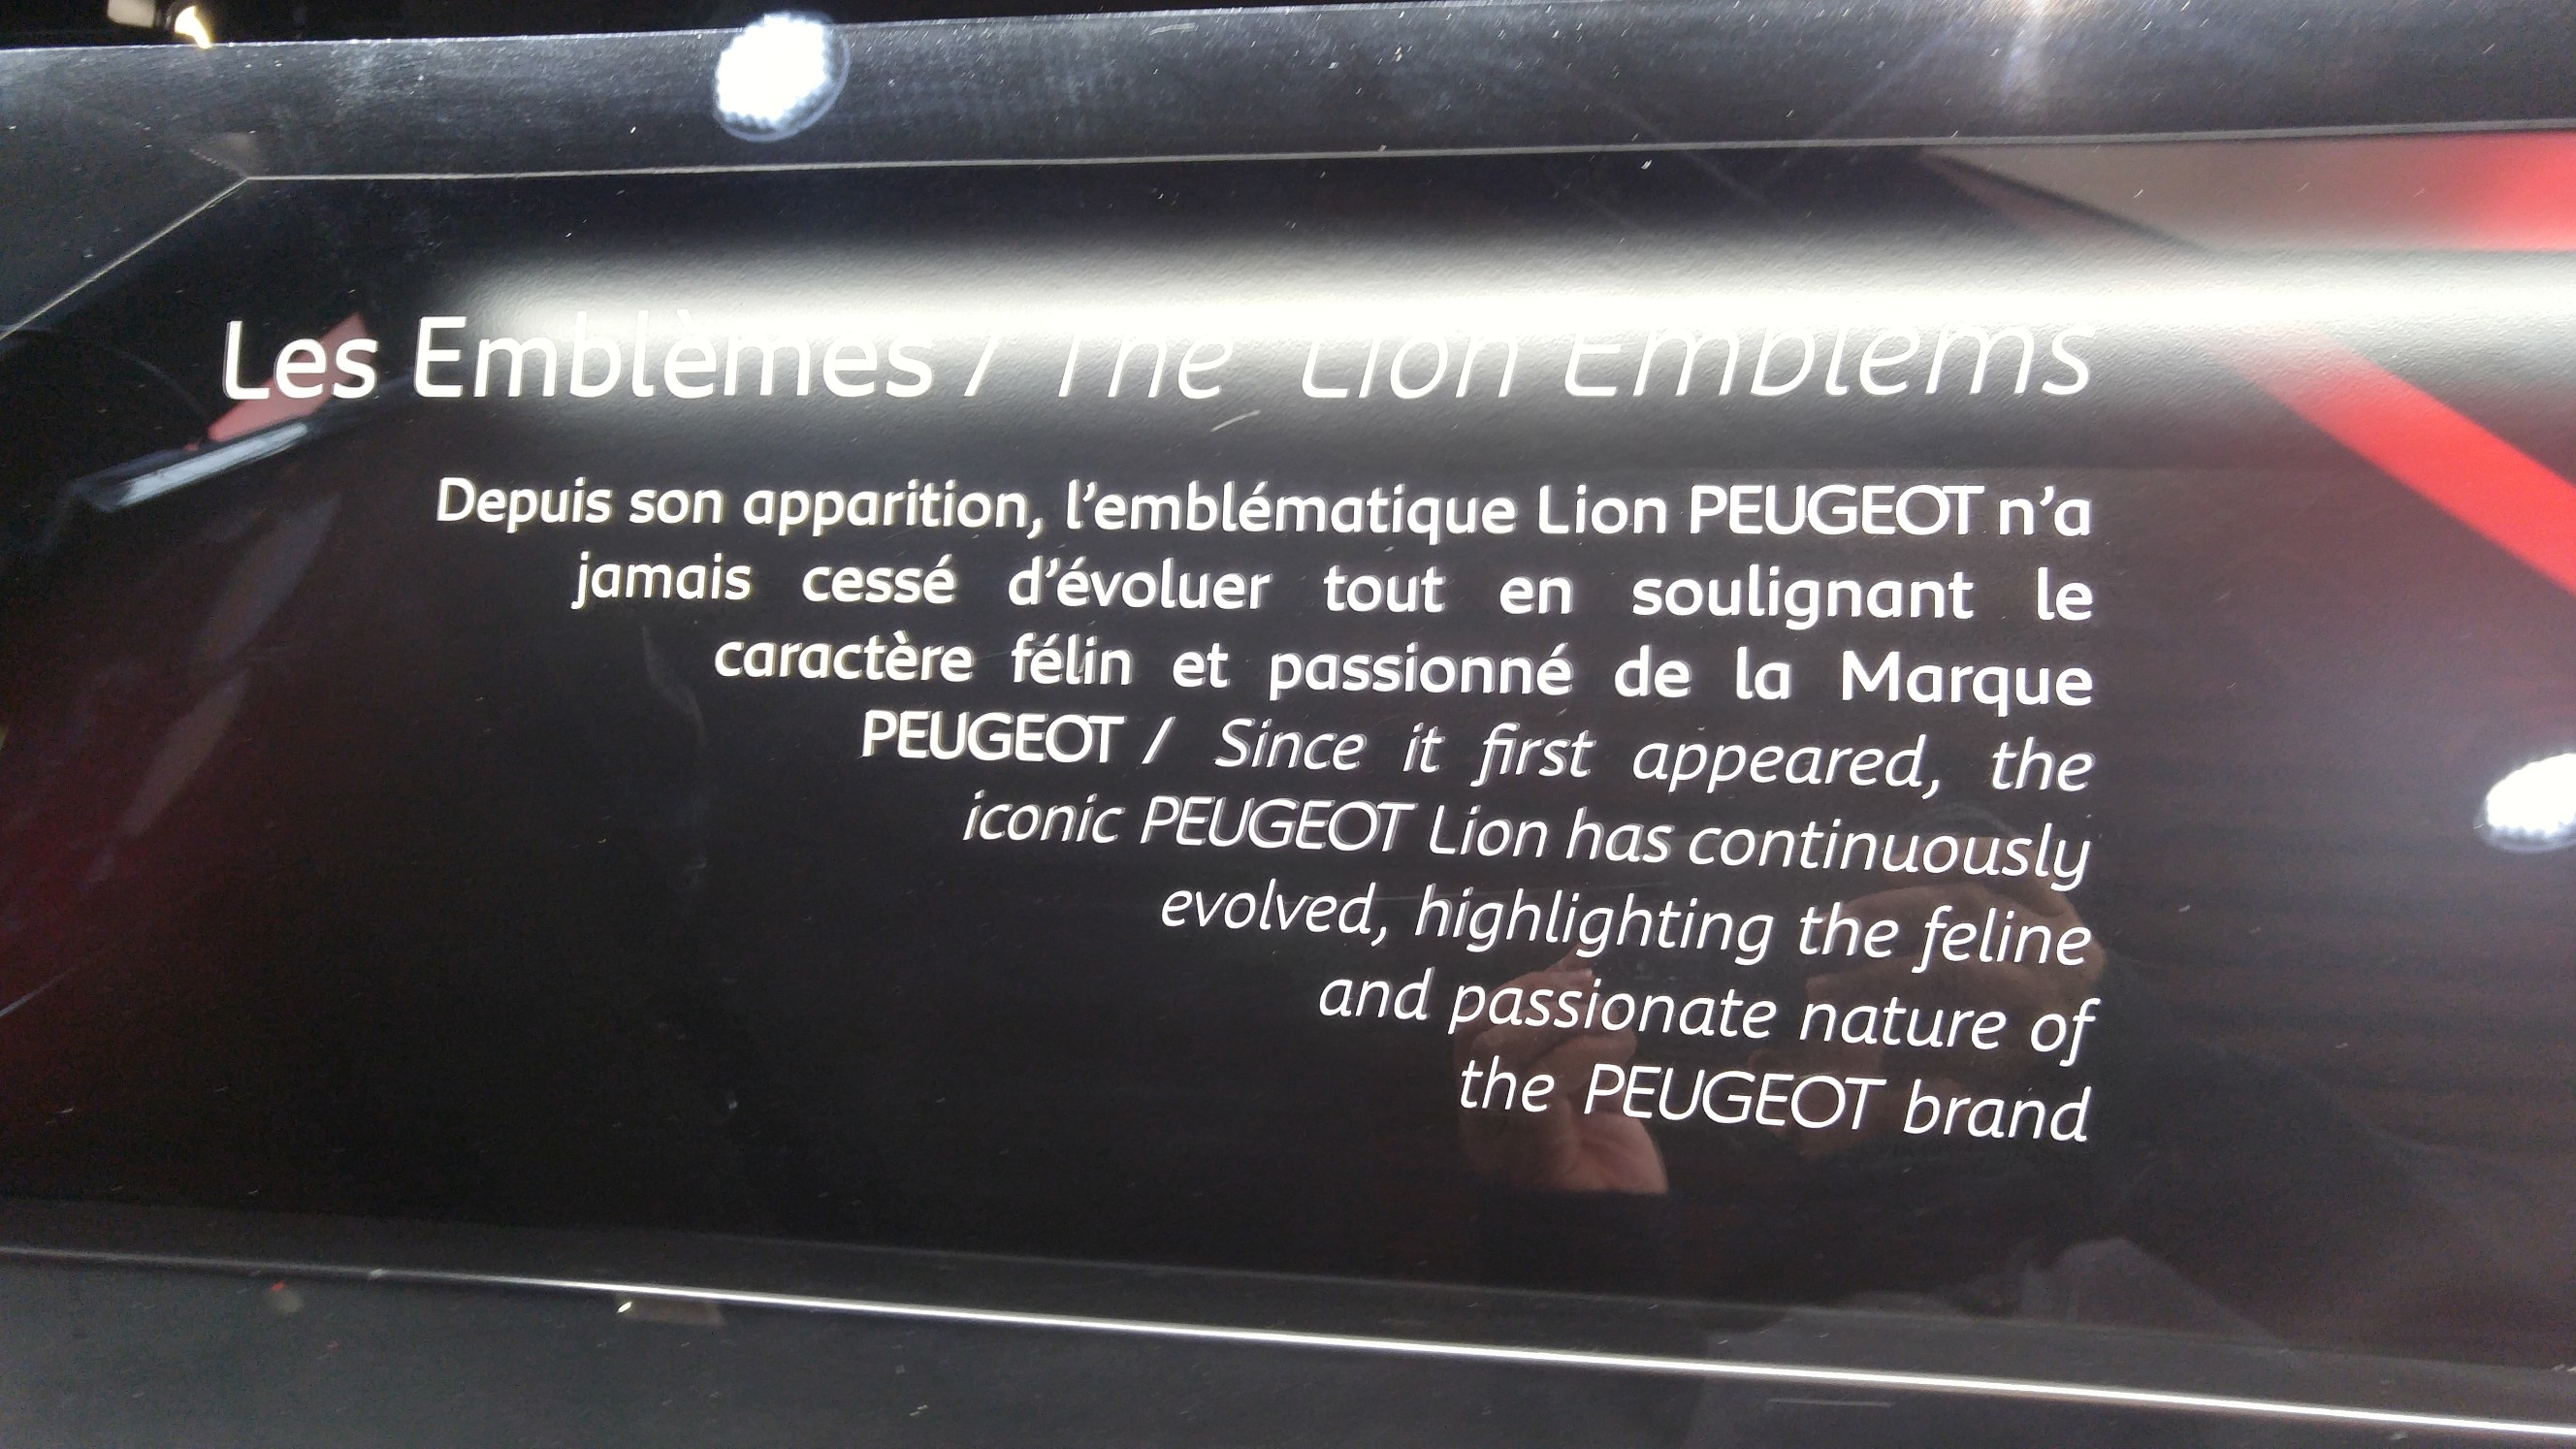 Les Emblèmes / The Lion Emblems
Depuis son apparition, l’emblématique Lion PEUGEOT n’a
jamais cessé d’évoluer tout en soulignant le
caractère félin et passionné de la Marque
PEUGEOT / Since it first appeared, the
iconic PEUGEOT Lion has continuously
evolved, highlighting the feline
and passionate nature of
the PEUGEOT brand